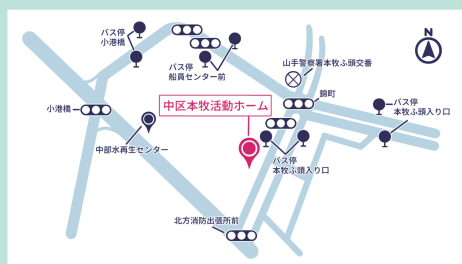 バス停
小港橋
N
バス停
船員センター前
山手警察署本牧ふ頭交番
錦町
バス停
本牧ふ頭入り口
小港橋
中区本牧活動ホーム
中部水再生センター
バス停
本牧ふ頭入り口
北方消防出張所前